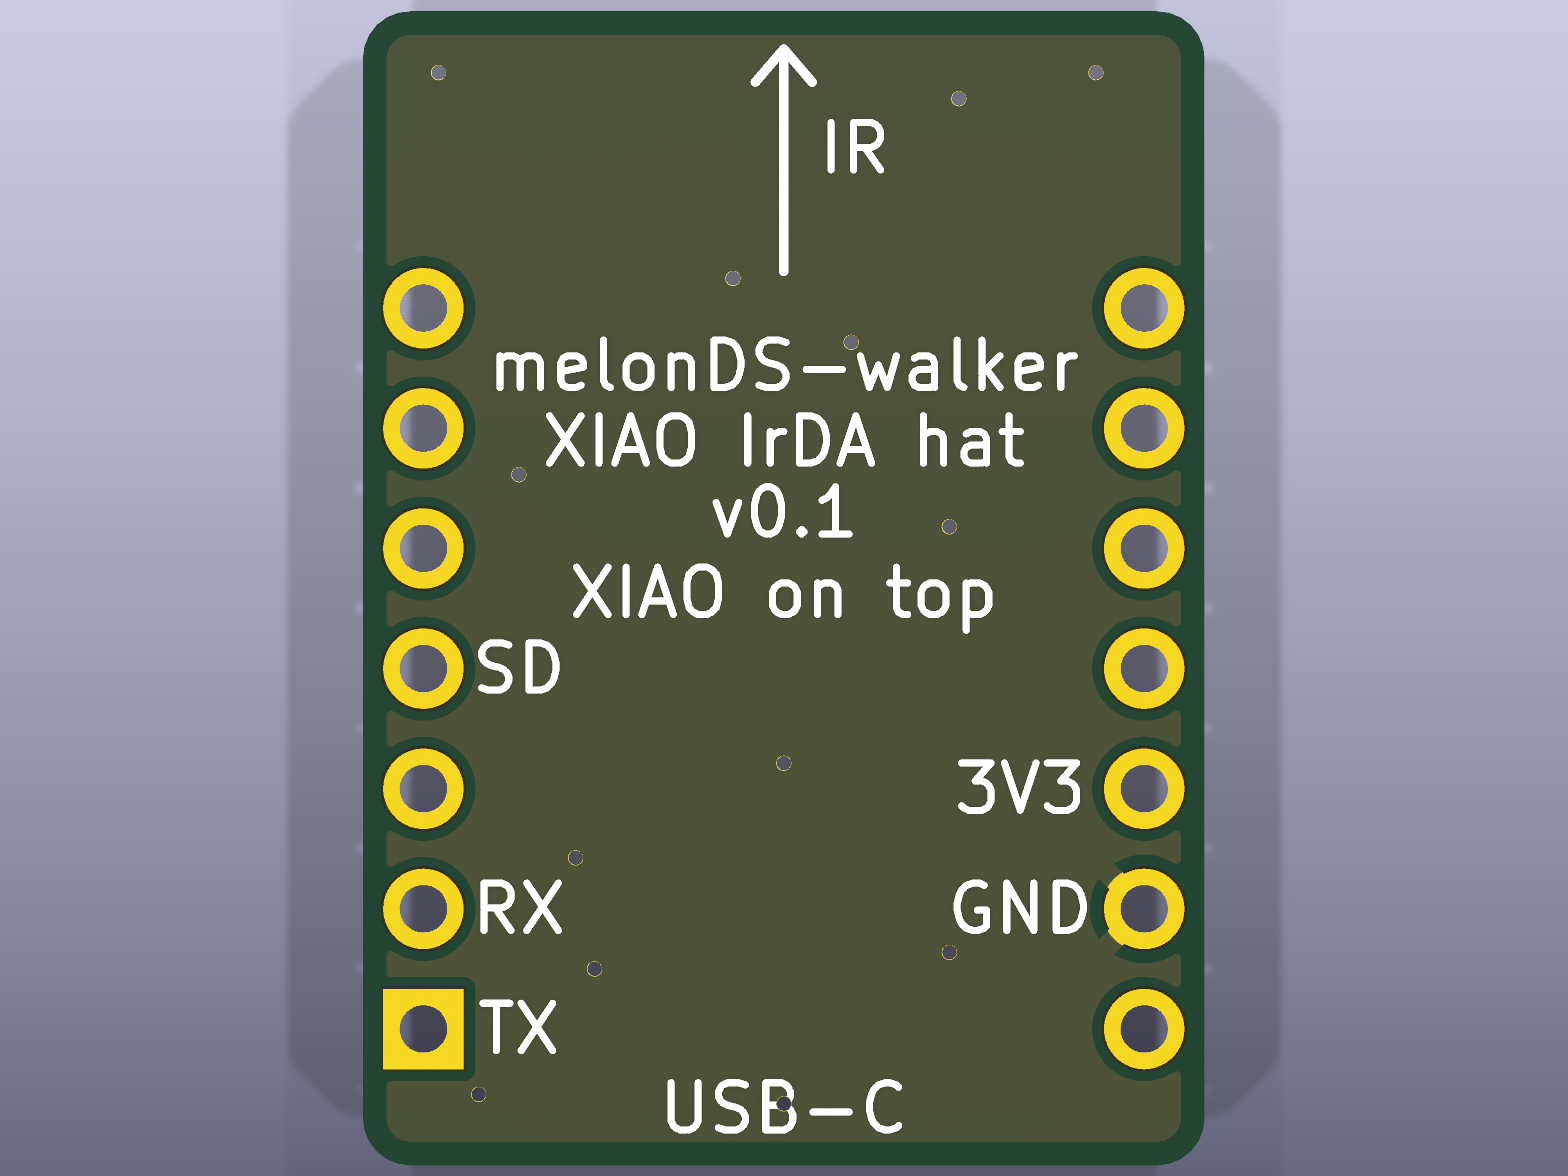 IR
melonDS-walker
XIAO IrDA hat
v0.1
XIAO on top
SD
3V3
RX
GND
TX
USB-C